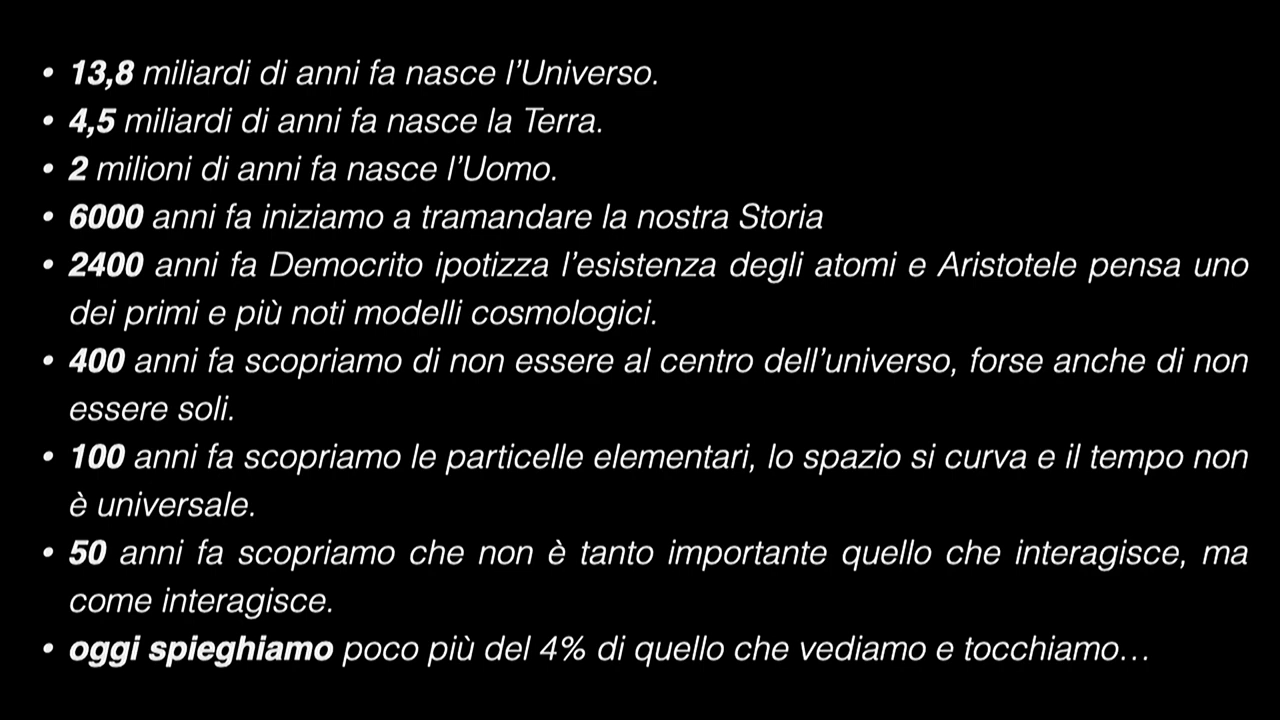 • 13,8 miliardi di anni fa nasce l’Universo.
• 4,5 miliardi di anni fa nasce la Terra.
• 2 milioni di anni fa nasce l’Uomo.
• 6000 anni fa iniziamo a tramandare la nostra Storia
• 2400 anni fa Democrito ipotizza l’esistenza degli atomi e Aristotele pensa uno
dei primi e più noti modelli cosmologici.
• 400 anni fa scopriamo di non essere al centro dell’universo, forse anche di non
essere soli.
• 100 anni fa scopriamo le particelle elementari, lo spazio si curva e il tempo non
è universale.
• 50 anni fa scopriamo che non è tanto importante quello che interagisce, ma
come interagisce.
• oggi spieghiamo poco più del 4% di quello che vediamo e tocchiamo…